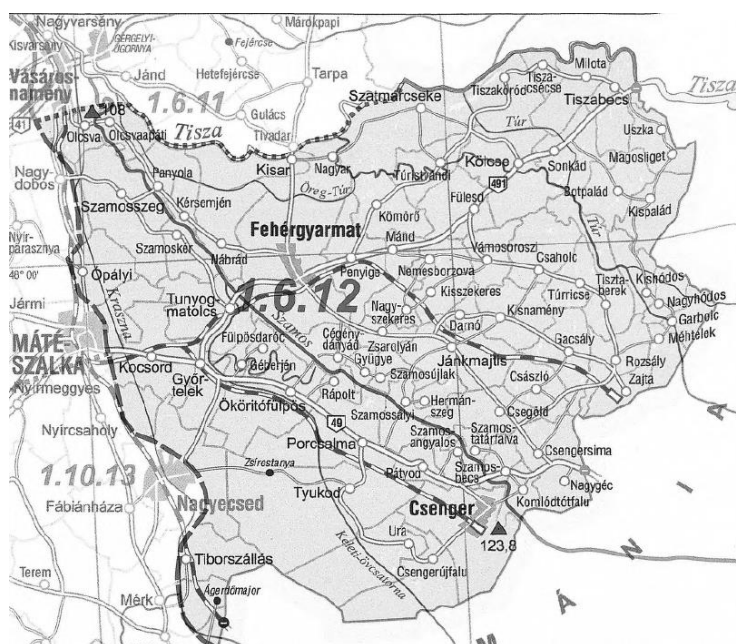 Nagyvarsány
Kisvarsány
GERGELYI-
UGORNYA
Vásáros-
namény
Jánd
Fejércse
Hetefejércse
Márokpapi
Tarpa
1.6.11
Gulács
Tivadar
Tisza
108
41
Olcsva
Olcsvaapáti
Nagy-
dobos
Panyola
Szamosszeg
Kérsemjén
Szamoskér
Nábrád
Kisar
Nagyar
Öreg-Túr
Szatmárcseke
Tiszakóród
Tisza-
csécse
Milota
Tiszabecs
Tisza
Túr
Uszka
Magosliget
Sonkád
Botpalád
Kispalád
Kölcse
491
Túristvándi
Kömörő
Fülesd
Mánd
Fehérgyarmat
Penyige
Nemesborzova
Vámosoroszi
Csaholc
Túr
Kishódos
Nagyhódos
Garbolc
Méhtelek
Tiszta-
berek
Túrricse
Kisszekeres
Nagy-
szekeres
Kisnamény
Darnó
Gacsály
Rozsály
Zajta
Jánkmajtis
Császló
Csegöld
1.6.12
Tunyog-
matolcs
Szamos
Cégény-
dányád
Zsarolyán
Gyügye
Szamosújlak
Hermán-
szeg
Szamossályi
Fülpösdaróc
Géberjén
Rápolt
Győr-
telek
Ököritófülpös
49
Porcsalma
Szamos-
angyalos
Szamos-
tatárfalva
Csengersima
Szamos-
becs
Nagygéc
Komlódtótfalu
Pátyod
Csenger
123,8
Tyukod
Ura
Csengerújfalu
Keleti-övcsatorna
Zsírostanya
Nyír-
parasznya
48° 00'
Ópályi
Kraszna
Jármi
MÁTÉ-
SZALKA
Kocsord
Nyírmeggyes
Nyírcsaholy
1.10.13
Nagyecsed
Fábiánháza
Tiborszállás
Terem
Mérk
Ágerdőmajor
M Á N I A